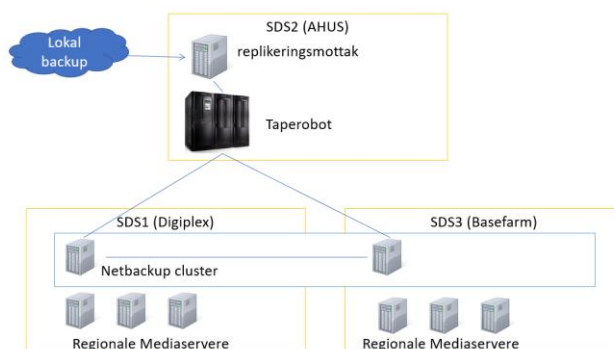 SDS2 (AHUS)
Lokal
backup
replikeringsmottak
Taperobot
SDS1 (Digiplex)
SDS3 (Basefarm)
Netbackup cluster
Regionale Mediaservere
Regionale Mediaservere